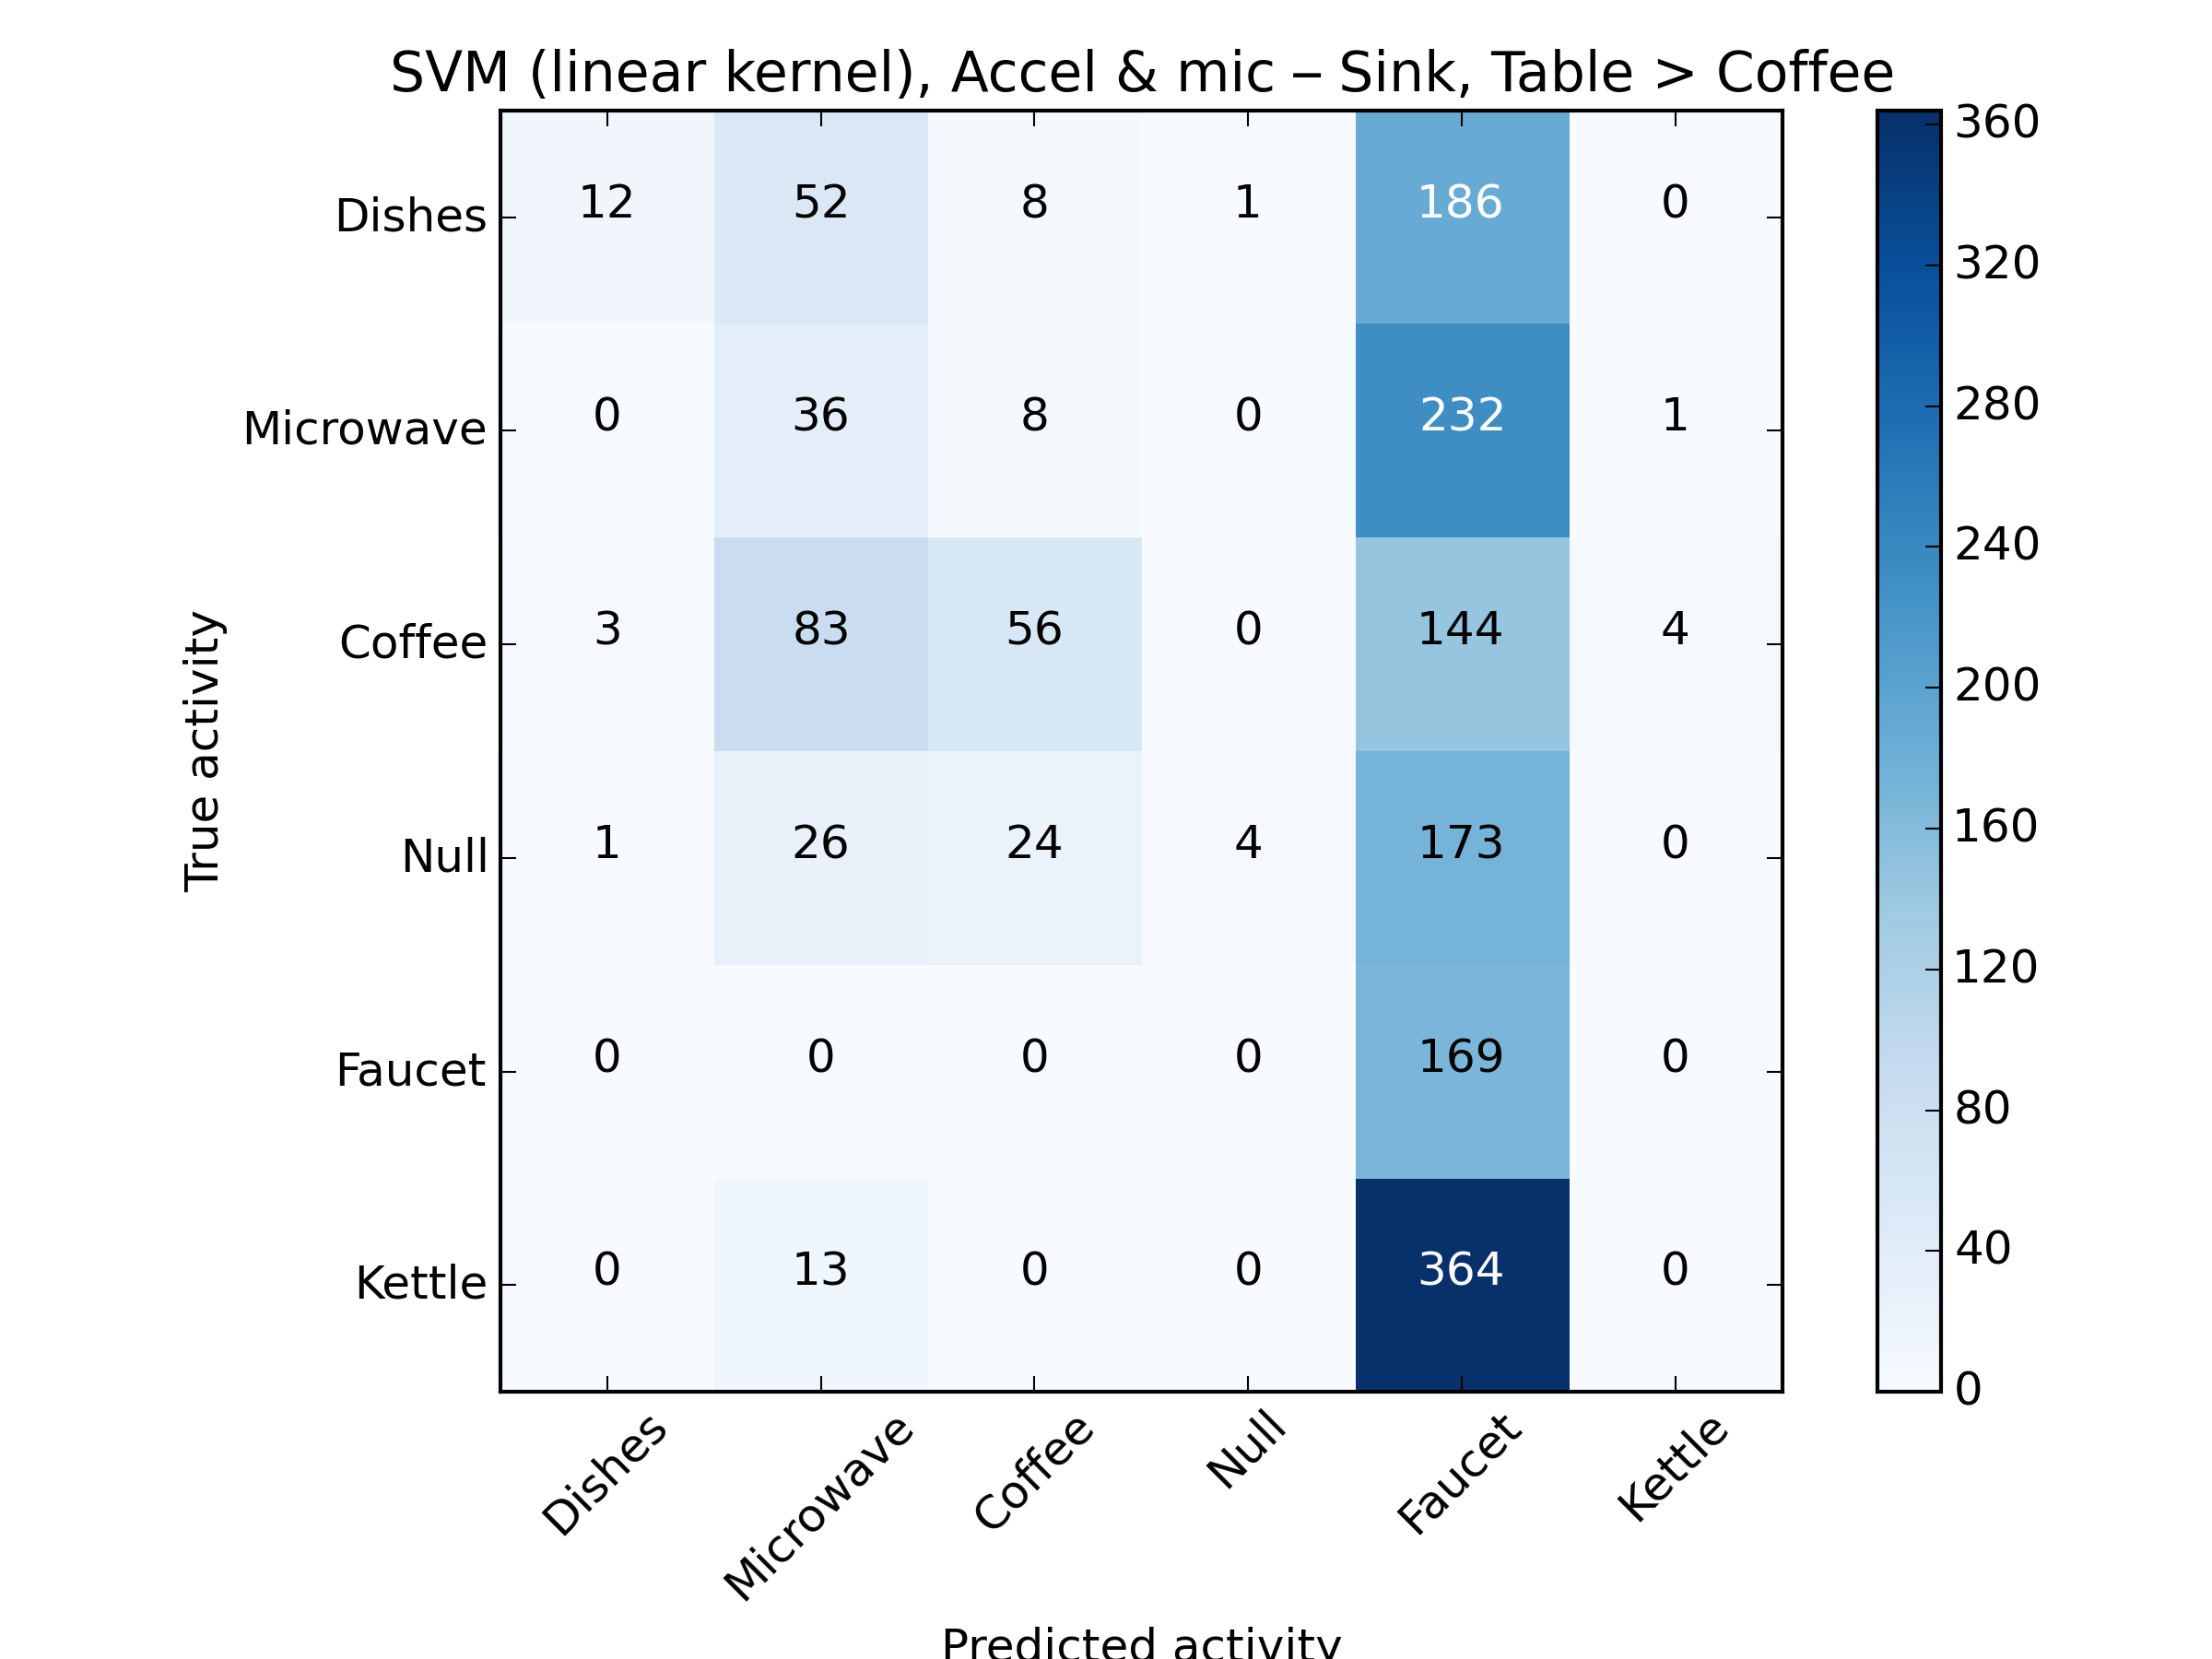 SVM (linear kernel), Accel & mic – Sink, Table > Coffee
True activity
Dishes 12 52 8 1 186 0
Microwave 0 36 8 0 232 1
Coffee 3 83 56 0 144 4
Null 1 26 24 4 173 0
Faucet 0 0 0 0 169 0
Kettle 0 13 0 0 364 0
Dishes Microwave Coffee Null Faucet Kettle
Predicted activity
360
320
280
240
200
160
120
80
40
0